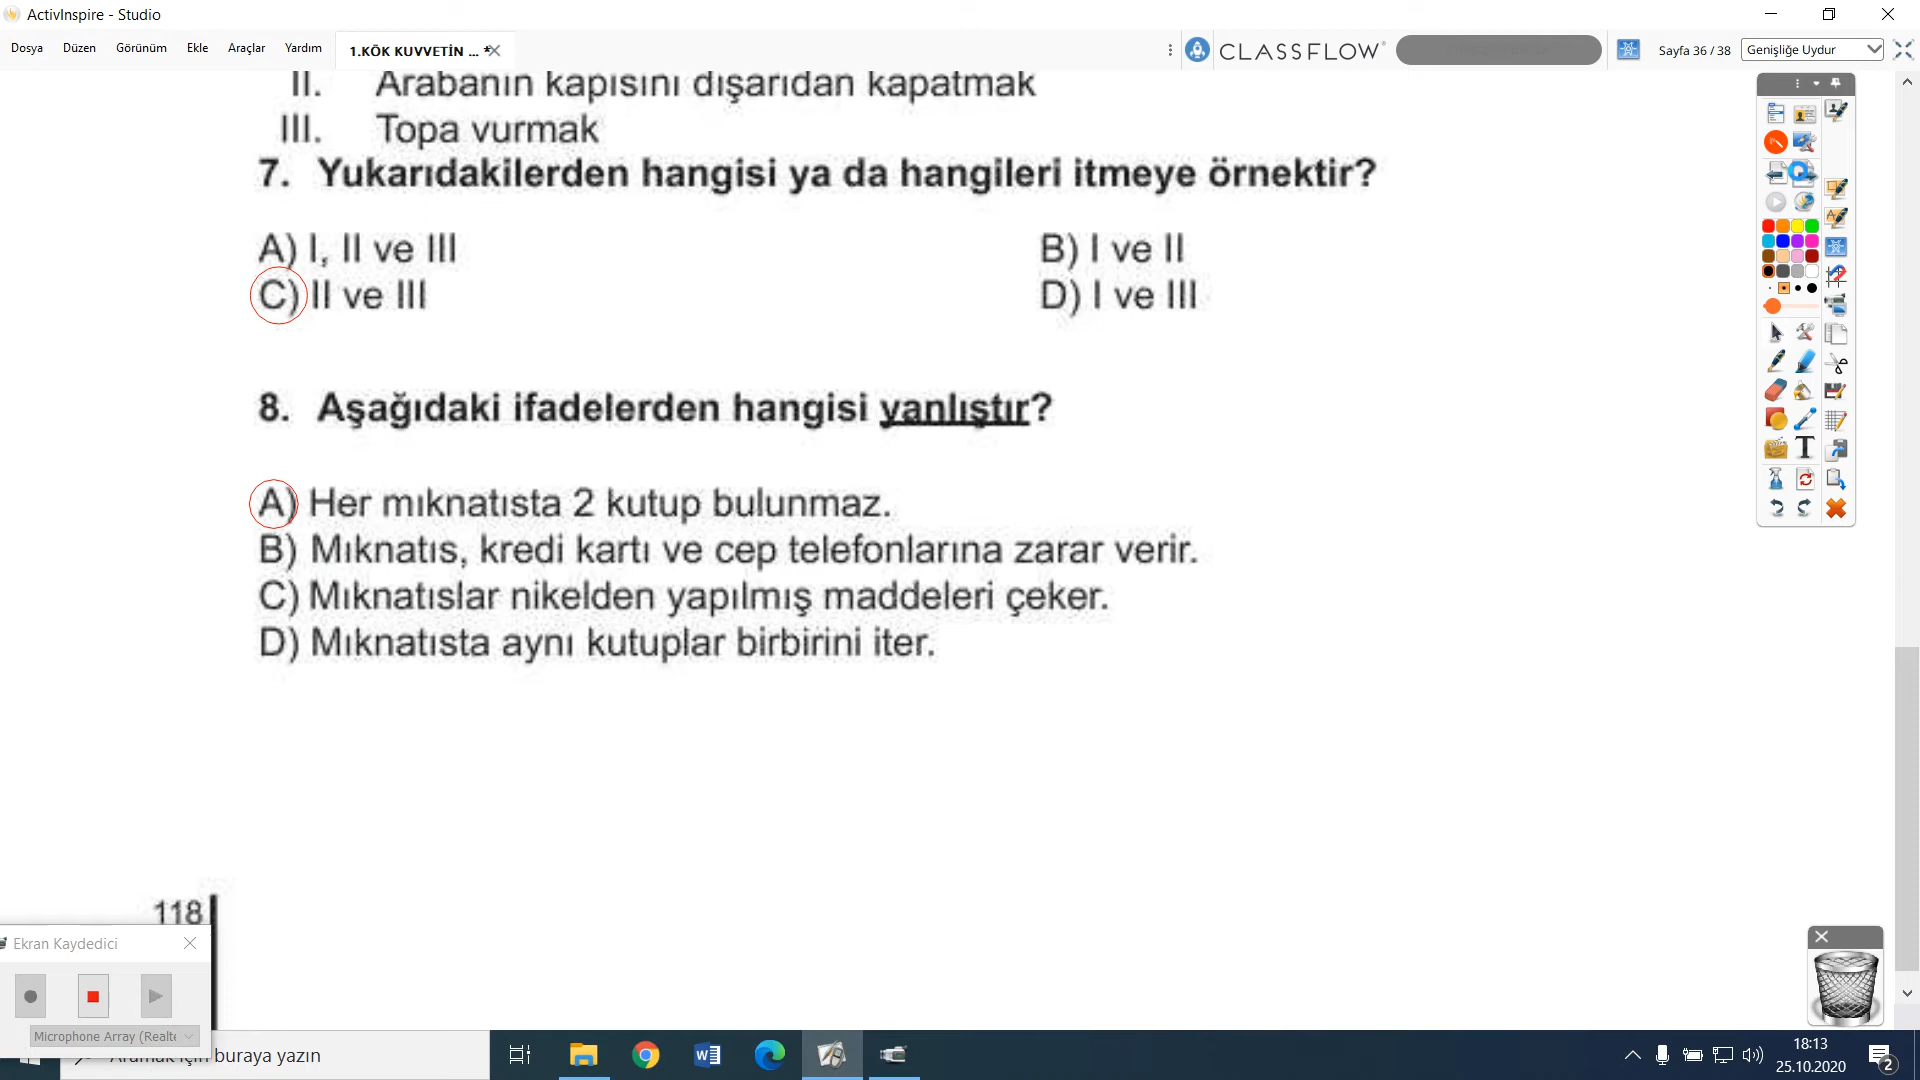 ActivInspire - Studio
Dosya Düzen Görünüm Ekle Araçlar Yardım 1.KÖK KUVVETİN ... * CLASSFLOW Sayfa 36 / 38 Genişliğe Uydur
II. Arabanın kapısını dışarıdan kapatmak
III. Topa vurmak
7. Yukarıdakilerden hangisi ya da hangileri itmeye örnektir?
A) I, II ve III B) I ve II
C) II ve III D) I ve III
8. Aşağıdaki ifadelerden hangisi yanlıştır?
A) Her mıknatısta 2 kutup bulunmaz.
B) Mıknatıs, kredi kartı ve cep telefonlarına zarar verir.
C) Mıknatıslar nikelden yapılmış maddeleri çeker.
D) Mıknatısta aynı kutuplar birbirini iter.
118
Ekran Kaydedici
Microphone Array (Realte
Aramak için buraya yazın
18:13
25.10.2020
2